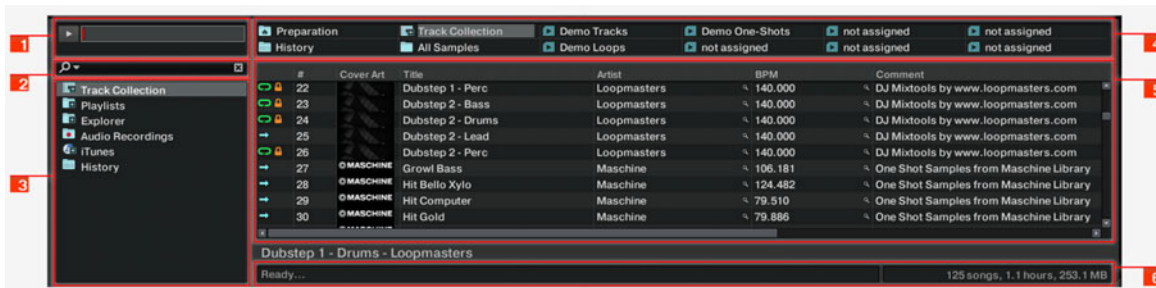 1
Preparation Track Collection Demo Tracks Demo One-Shots not assigned not assigned
History All Samples Demo Loops not assigned not assigned not assigned
4
2
# Cover Art Title Artist BPM Comment
5
22 Dubstep 1 - Perc Loopmasters 140.000 DJ Mixtools by www.loopmasters.com
23 Dubstep 2 - Bass Loopmasters 140.000 DJ Mixtools by www.loopmasters.com
24 Dubstep 2 - Drums Loopmasters 140.000 DJ Mixtools by www.loopmasters.com
25 Dubstep 2 - Lead Loopmasters 140.000 DJ Mixtools by www.loopmasters.com
26 Dubstep 2 - Perc Loopmasters 140.000 DJ Mixtools by www.loopmasters.com
27 MASCHINE Growl Bass Maschine 106.181 One Shot Samples from Maschine Library
28 MASCHINE Hit Bello Xylo Maschine 124.482 One Shot Samples from Maschine Library
29 MASCHINE Hit Computer Maschine 79.510 One Shot Samples from Maschine Library
30 MASCHINE Hit Gold Maschine 79.886 One Shot Samples from Maschine Library
Track Collection
Playlists
Explorer
Audio Recordings
iTunes
History
3
Dubstep 1 - Drums - Loopmasters
Ready... 125 songs, 1.1 hours, 253.1 MB
6